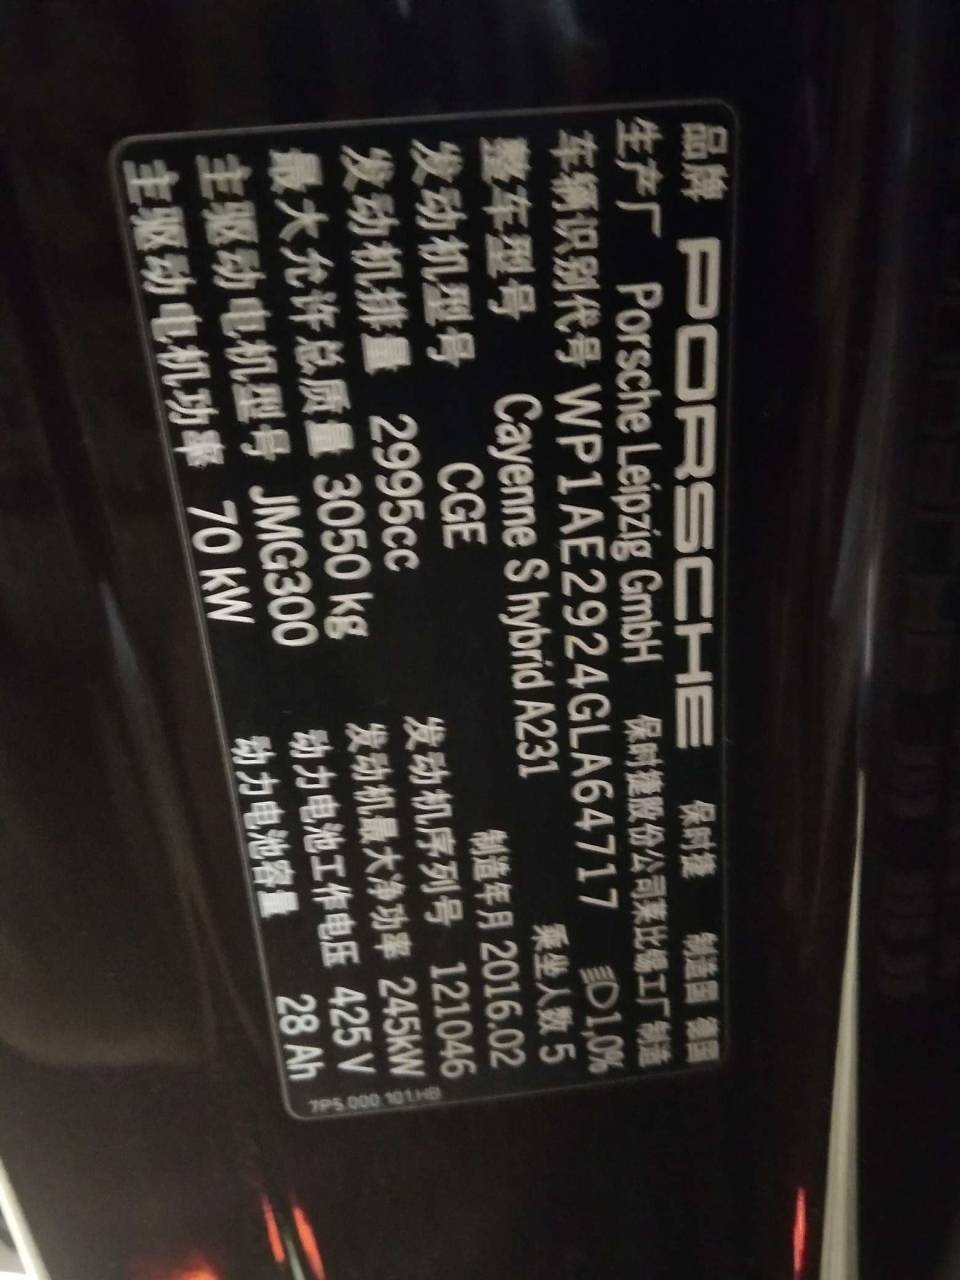 品牌 PORSCHE 保时捷 制造国 德国
生产厂 Porsche Leipzig GmbH 保时捷股份公司莱比锡工厂制造
车辆识别代号 WP1AE2924GLA64717 1,0%
整车型号 Cayenne S hybrid A231 乘坐人数 5
发动机型号 CGE 制造年月 2016.02
发动机排量 2995cc 发动机序列号 121046
最大允许总质量 3050 kg 发动机最大净功率 245kW
主驱动电机型号 JMG300 动力电池工作电压 425 V
主驱动电机功率 70 kW 动力电池容量 28 Ah
7P5.000.101.HB